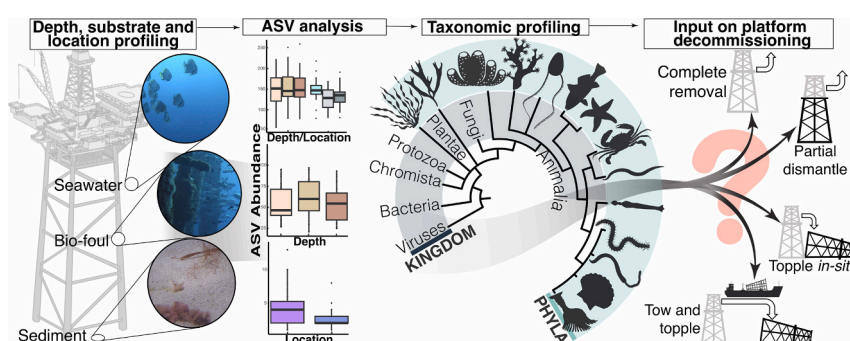 Depth, substrate and
location profiling
ASV analysis
Taxonomic profiling
Input on platform
decommissioning
Seawater
Bio-foul
Sediment
ASV Abundance
Depth/Location
Depth
Location
Fungi
Plantae
Protozoa
Chromista
Bacteria
Viruses
KINGDOM
Animalia
PHYLA
Complete
removal
Partial
dismantle
?
Topple in-sit
Tow and
topple